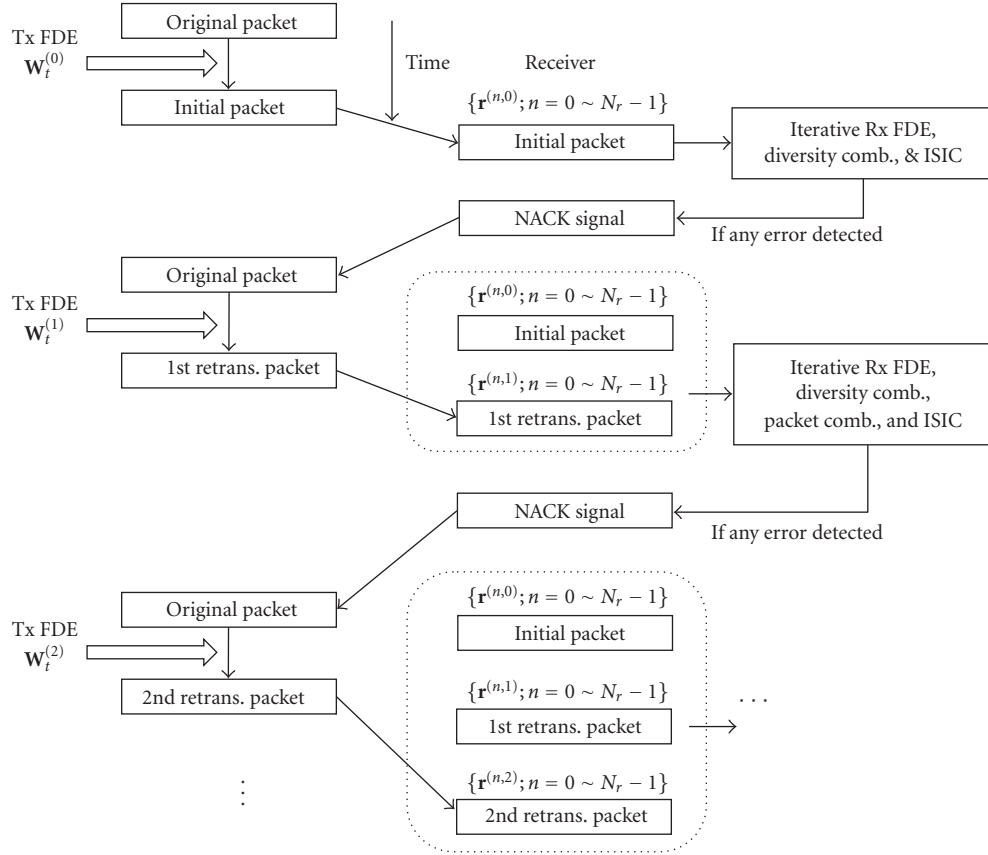 Original packet
Tx FDE
W_t^{(0)}
Time
Receiver
{r^{(n,0)}; n = 0 ∼ N_r − 1}
Initial packet
Initial packet
Iterative Rx FDE,
diversity comb., & ISIC
NACK signal
If any error detected
Original packet
Tx FDE
W_t^{(1)}
{r^{(n,0)}; n = 0 ∼ N_r − 1}
Initial packet
1st retrans. packet
{r^{(n,1)}; n = 0 ∼ N_r − 1}
1st retrans. packet
Iterative Rx FDE,
diversity comb.,
packet comb., and ISIC
NACK signal
If any error detected
Original packet
Tx FDE
W_t^{(2)}
{r^{(n,0)}; n = 0 ∼ N_r − 1}
Initial packet
2nd retrans. packet
{r^{(n,1)}; n = 0 ∼ N_r − 1}
1st retrans. packet
· · ·
{r^{(n,2)}; n = 0 ∼ N_r − 1}
2nd retrans. packet
⋮